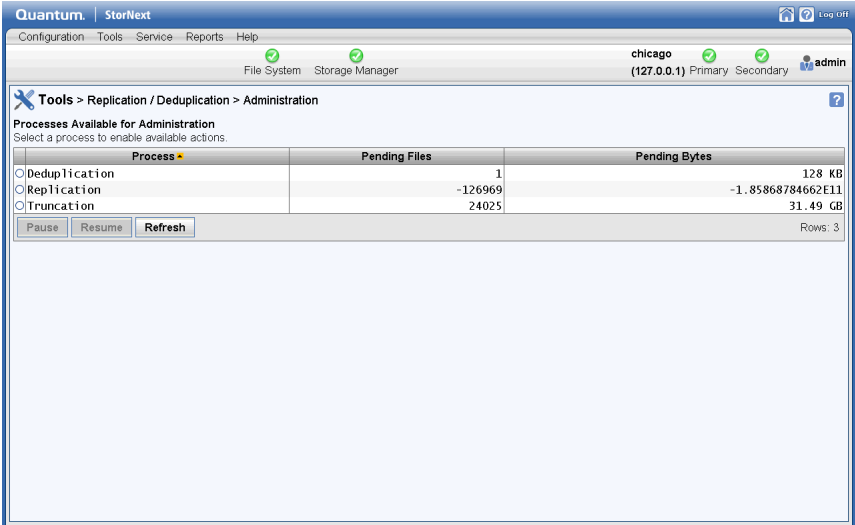 Quantum. StorNext Log Off
Configuration Tools Service Reports Help
File System Storage Manager chicago (127.0.0.1) Primary Secondary admin
Tools > Replication / Deduplication > Administration
Processes Available for Administration
Select a process to enable available actions.
Process Pending Files Pending Bytes
Deduplication 1 128 KB
Replication -126969 -1.85868784662E11
Truncation 24025 31.49 GB
Pause Resume Refresh Rows: 3